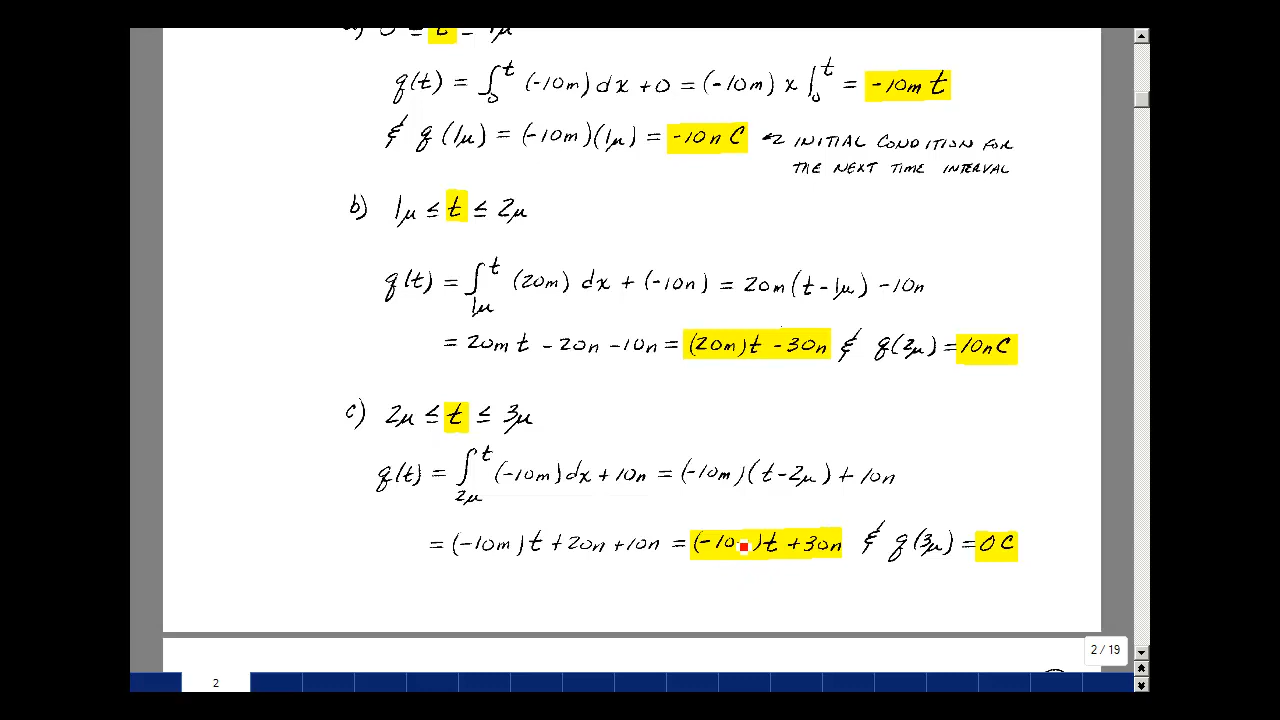 q(t) = ∫₀ᵗ (-10m) dx + 0 = (-10m) x |₀ᵗ = -10m t
& q(1μ) = (-10m)(1μ) = -10n C ← INITIAL CONDITION FOR
THE NEXT TIME INTERVAL
b) 1μ ≤ t ≤ 2μ
q(t) = ∫₁μᵗ (20m) dx + (-10n) = 20m(t-1μ) -10n
= 20m t - 20n - 10n = (20m)t - 30n & q(2μ) = 10n C
c) 2μ ≤ t ≤ 3μ
q(t) = ∫₂μᵗ (-10m) dx + 10n = (-10m)(t-2μ) + 10n
= (-10m)t + 20n + 10n = (-10 )t + 30n & q(3μ) = 0 C
2 / 19
2